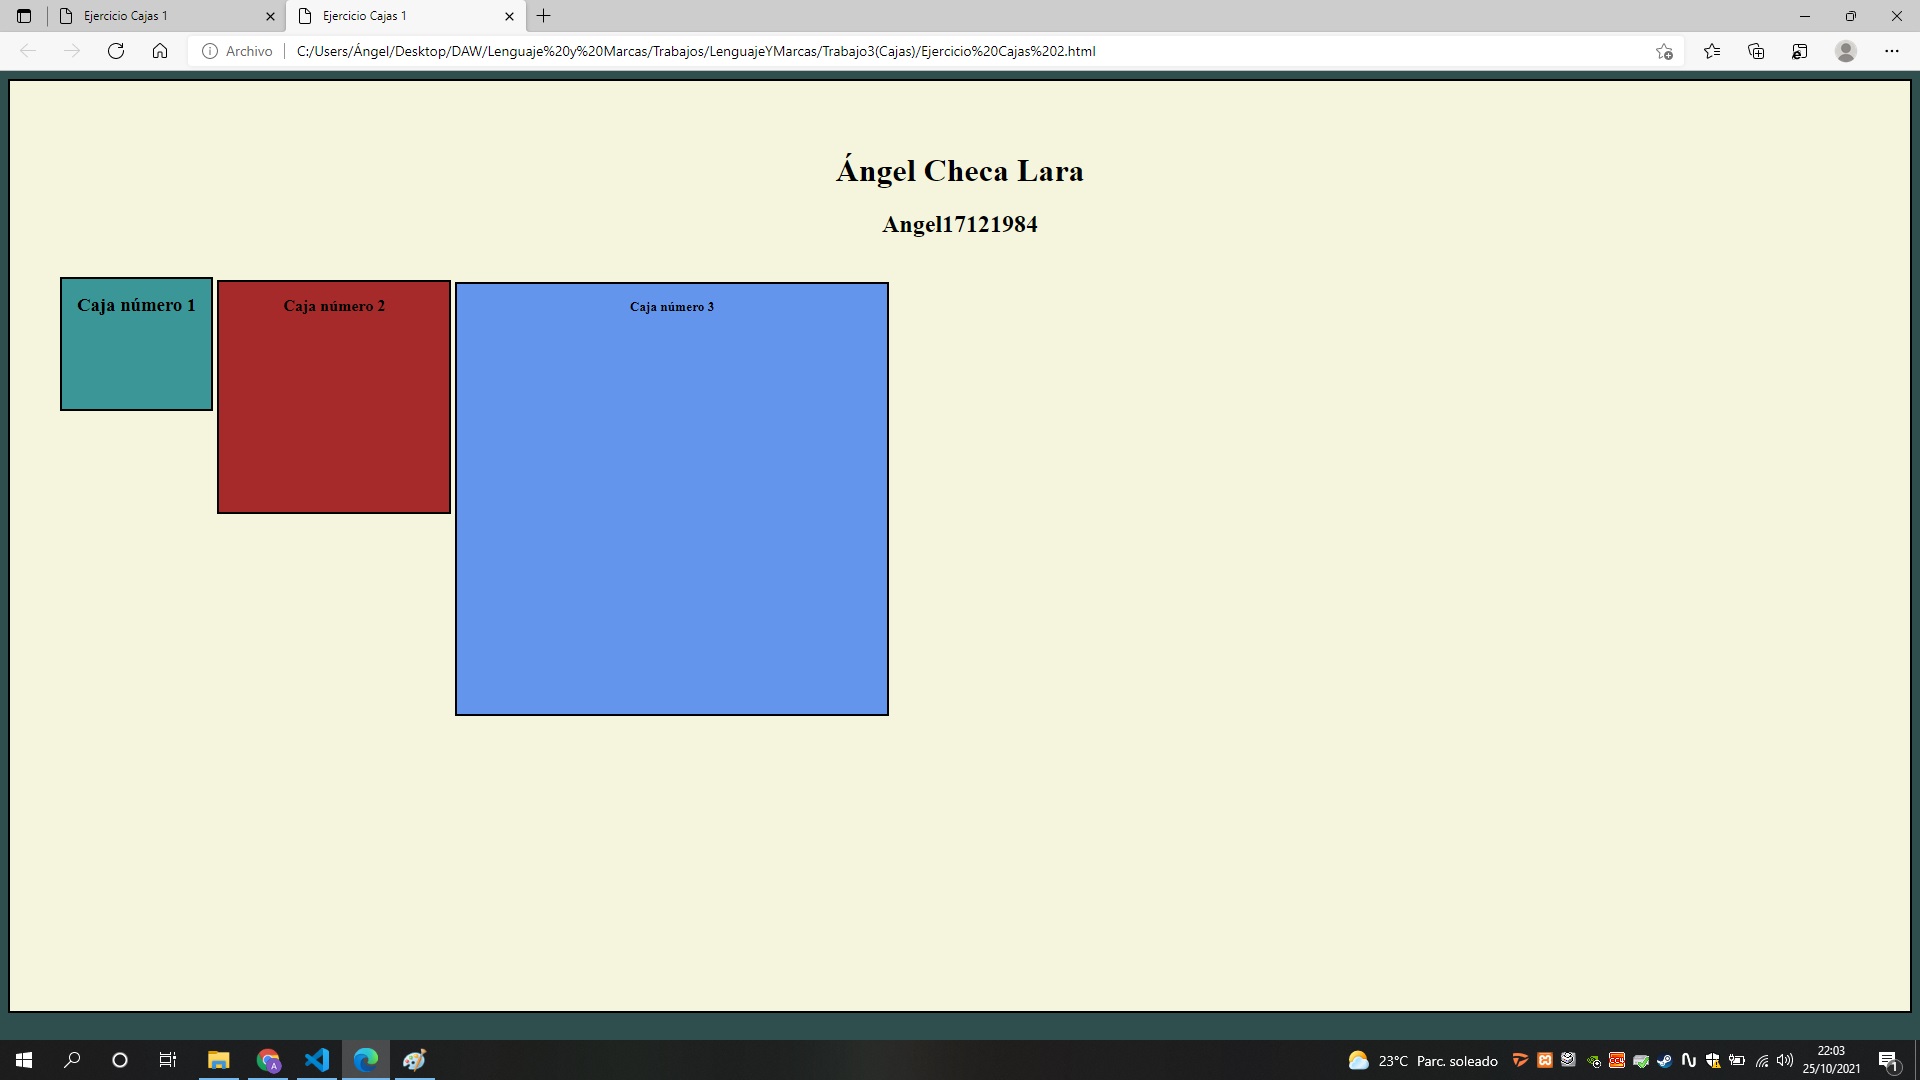 Ejercicio Cajas 1
Ejercicio Cajas 1
Archivo
C:/Users/Ángel/Desktop/DAW/Lenguaje%20y%20Marcas/Trabajos/LenguajeYMarcas/Trabajo3(Cajas)/Ejercicio%20Cajas%202.html
Ángel Checa Lara
Angel17121984
Caja número 1
Caja número 2
Caja número 3
23°C Parc. soleado
22:03
25/10/2021
1